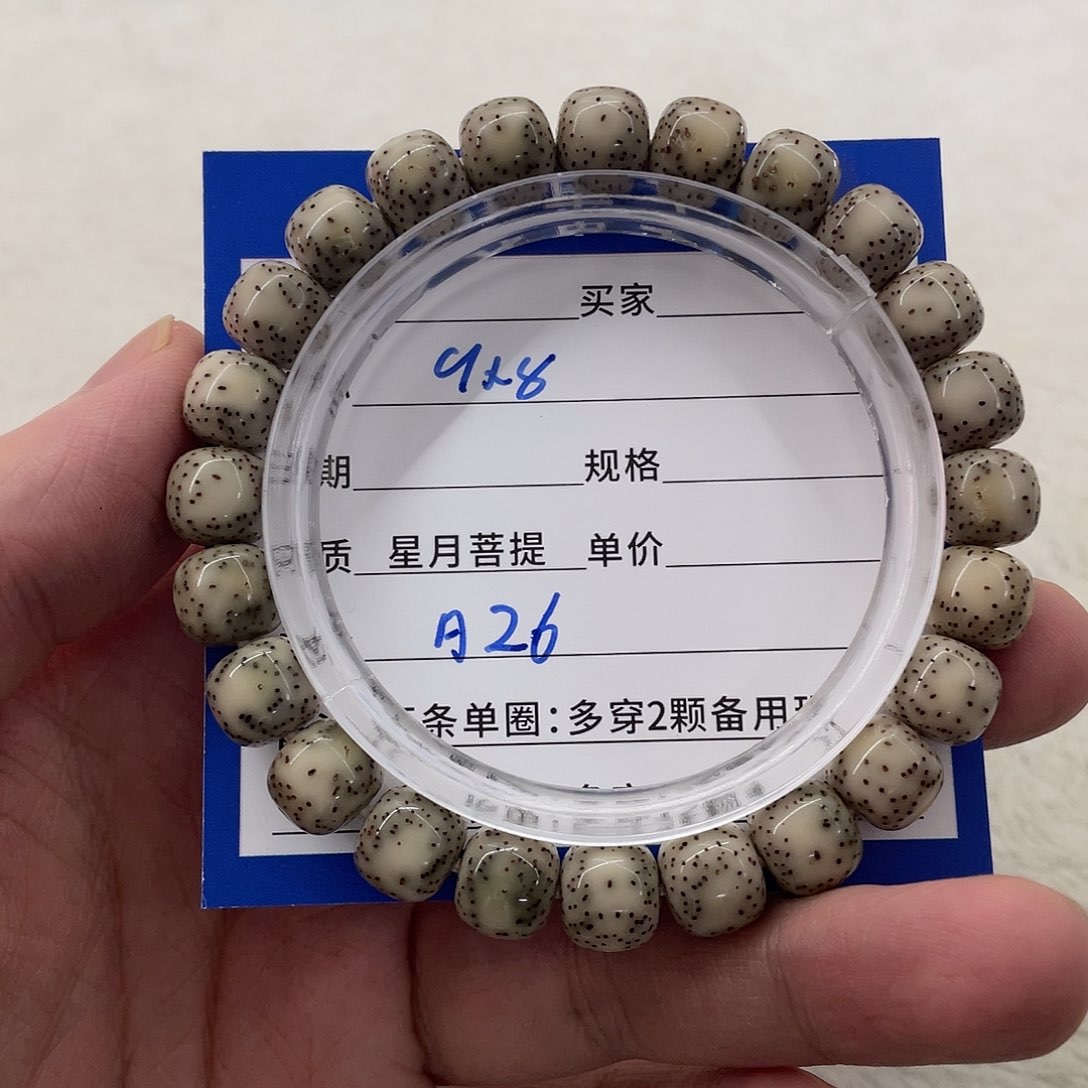 买家
9x8
期 规格
质 星月菩提 单价
A26
条单圈：多穿2颗备用